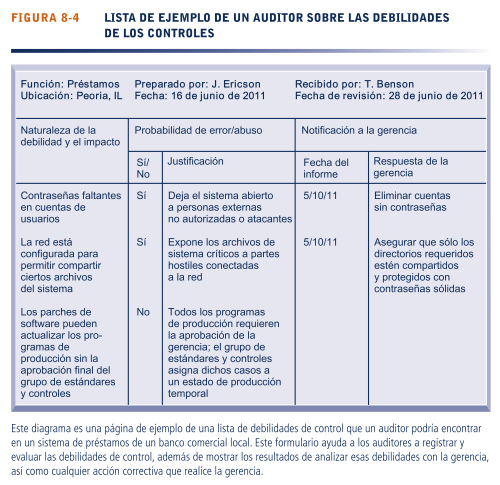 FIGURA 8-4 LISTA DE EJEMPLO DE UN AUDITOR SOBRE LAS DEBILIDADES
DE LOS CONTROLES
Función: Préstamos Preparado por: J. Ericson Recibido por: T. Benson
Ubicación: Peoria, IL Fecha: 16 de junio de 2011 Fecha de revisión: 28 de junio de 2011
Naturaleza de la
debilidad y el impacto
Probabilidad de error/abuso
Notificación a la gerencia
Sí/
No
Justificación
Fecha del
informe
Respuesta de la
gerencia
Contraseñas faltantes
en cuentas de
usuarios
Sí
Deja el sistema abierto
a personas externas
no autorizadas o atacantes
5/10/11
Eliminar cuentas
sin contraseñas
La red está
configurada para
permitir compartir
ciertos archivos
del sistema
Sí
Expone los archivos de
sistema críticos a partes
hostiles conectadas
a la red
5/10/11
Asegurar que sólo los
directorios requeridos
estén compartidos
y protegidos con
contraseñas sólidas
Los parches de
software pueden
actualizar los pro-
gramas de
producción sin la
aprobación final del
grupo de estándares
y controles
No
Todos los programas
de producción requieren
la aprobación de la
gerencia; el grupo de
estándares y controles
asigna dichos casos a
un estado de producción
temporal
Este diagrama es una página de ejemplo de una lista de debilidades de control que un auditor podría encontrar
en un sistema de préstamos de un banco comercial local. Este formulario ayuda a los auditores a registrar y
evaluar las debilidades de control, además de mostrar los resultados de analizar esas debilidades con la gerencia,
así como cualquier acción correctiva que realice la gerencia.